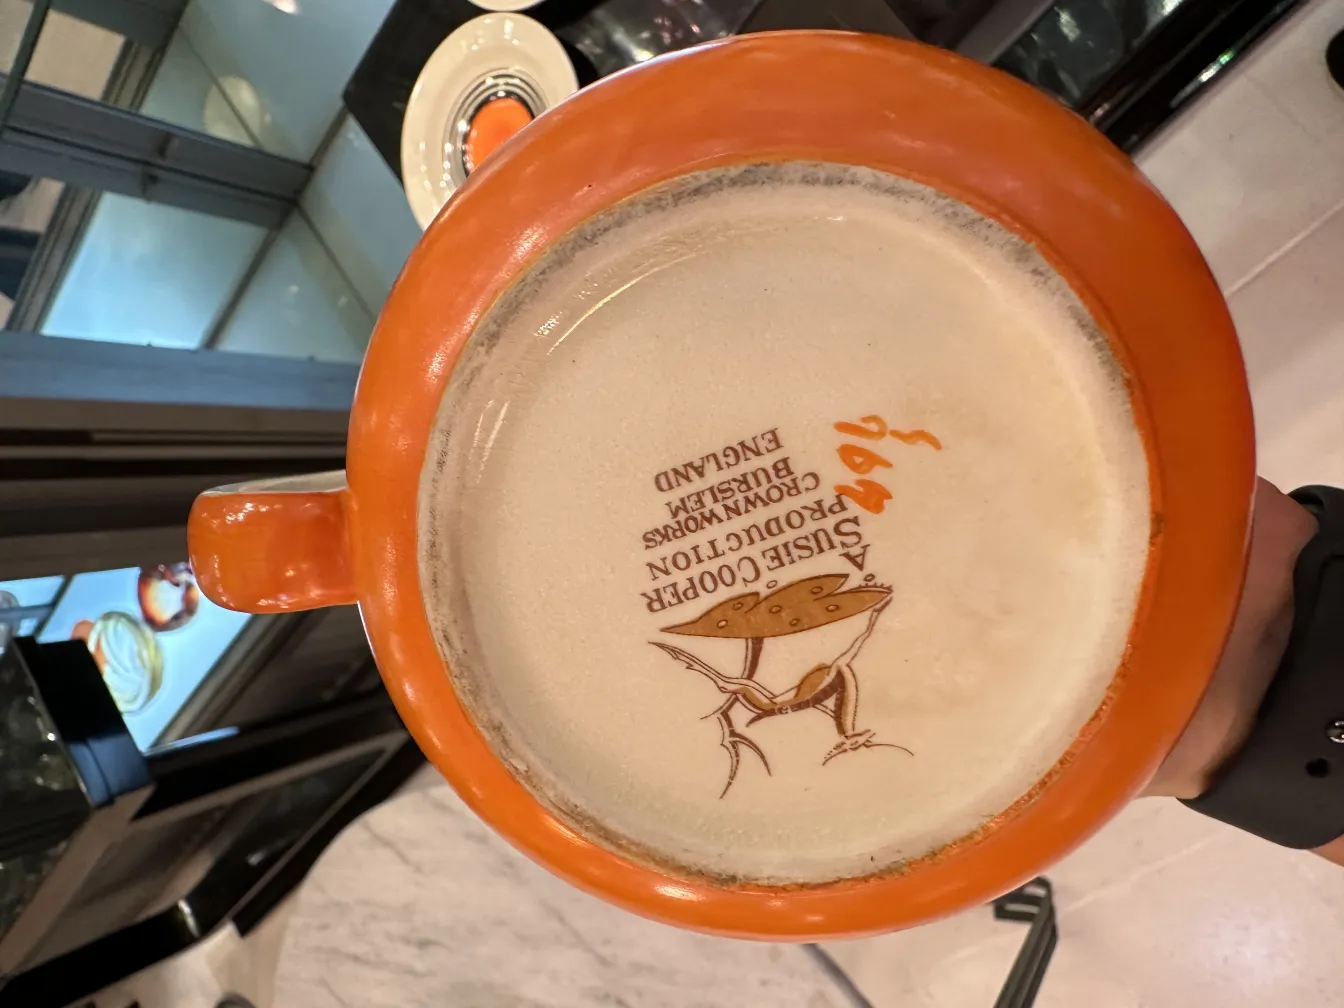 A
SUSIE COOPER
PRODUCTION
CROWN WORKS
BURSLEM
ENGLAND